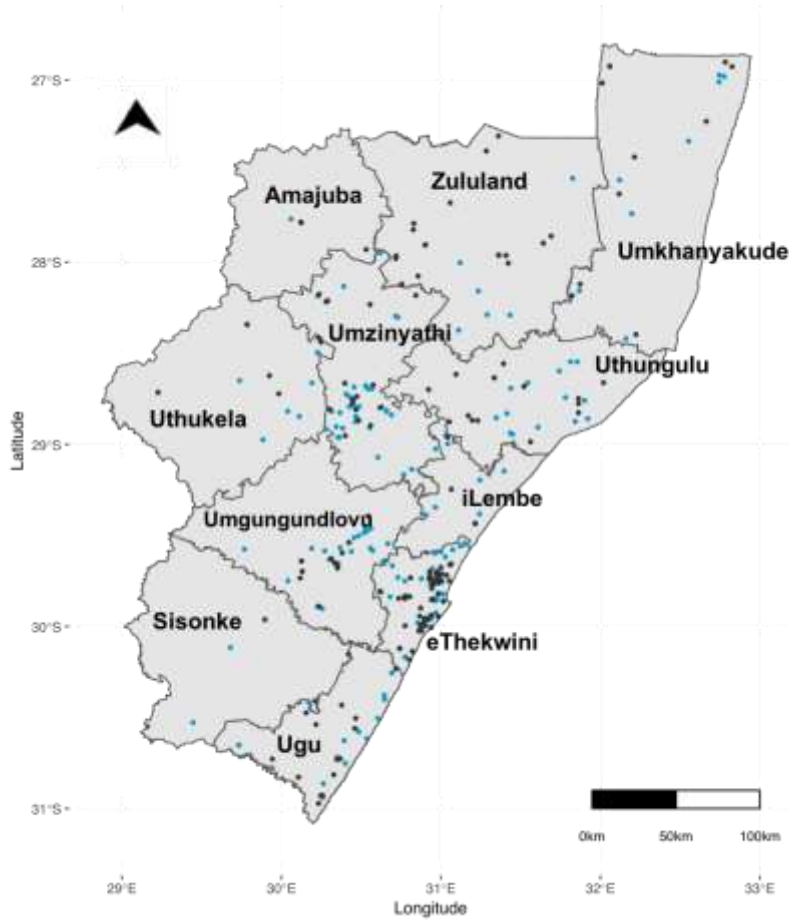 27°S
Zululand
Amajuba
Umkhanyakude
28°S
Umzinyathi
Uthungulu
Uthukela
Latitude
29°S
iLembe
Umgungundlovu
Sisonke
30°S
eThekwini
Ugu
31°S
0km 50km 100km
29°E 30°E 31°E 32°E 33°E
Longitude